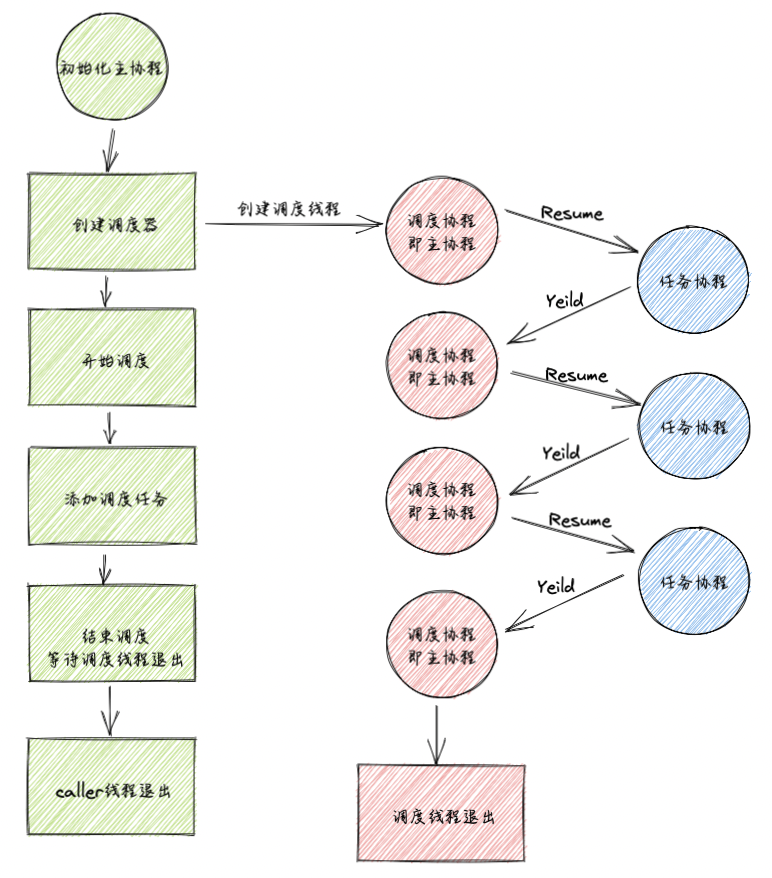 初始化主协程
创建调度器
创建调度线程
调度协程
即主协程
Resume
任务协程
Yeild
开始调度
调度协程
即主协程
Resume
任务协程
Yeild
添加调度任务
调度协程
即主协程
Resume
任务协程
Yeild
结束调度
等待调度线程退出
调度协程
即主协程
caller线程退出
调度线程退出